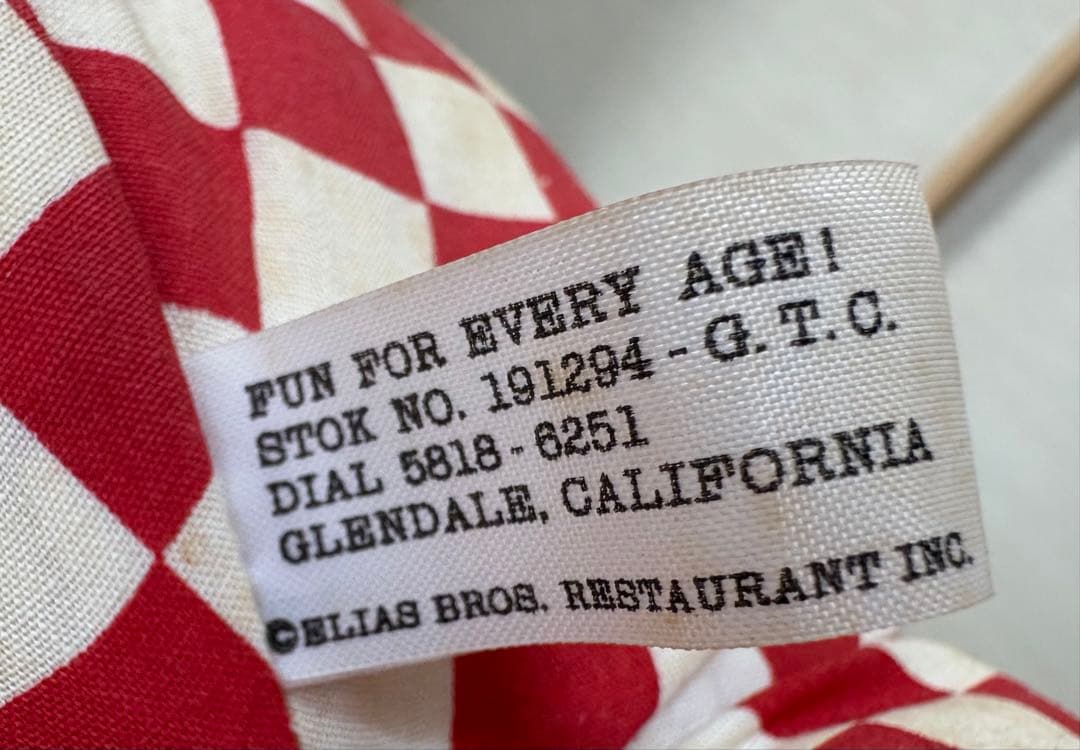 FUN FOR EVERY AGE!
STOK NO. 191294 - G. T. C.
DIAL 5818 - 6251
GLENDALE, CALIFORNIA
©ELIAS BROS. RESTAURANT INC.